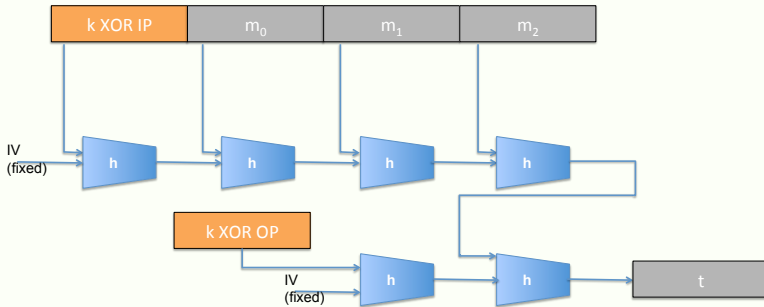 k XOR IP m₀ m₁ m₂
IV
(fixed)
h h h h
k XOR OP
IV
(fixed)
h h t